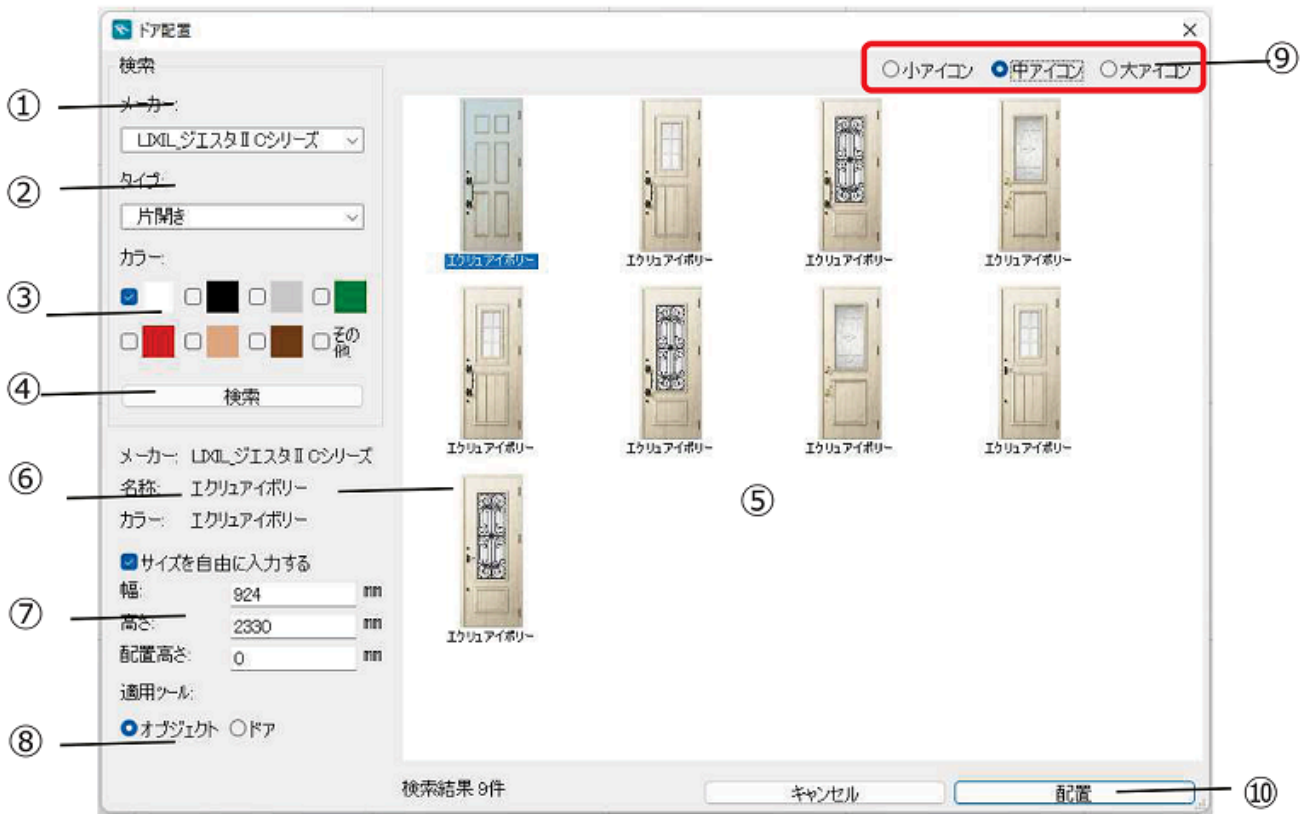 ドア配置
検索
小アイコン 中アイコン 大アイコン ⑨
① メーカー:
LIXIL_ジエスタⅡCシリーズ
② タイプ:
片開き
カラー:
③
その他
④ 検索
エクリュアイボリー エクリュアイボリー エクリュアイボリー エクリュアイボリー
エクリュアイボリー エクリュアイボリー エクリュアイボリー エクリュアイボリー
エクリュアイボリー
⑤
メーカー: LIXIL_ジエスタⅡCシリーズ
⑥ 名称: エクリュアイボリー
カラー: エクリュアイボリー
サイズを自由に入力する
幅: 924 mm
⑦ 高さ: 2330 mm
配置高さ: 0 mm
適用ツール:
⑧ オブジェクト ドア
検索結果 9件 キャンセル 配置 ⑩